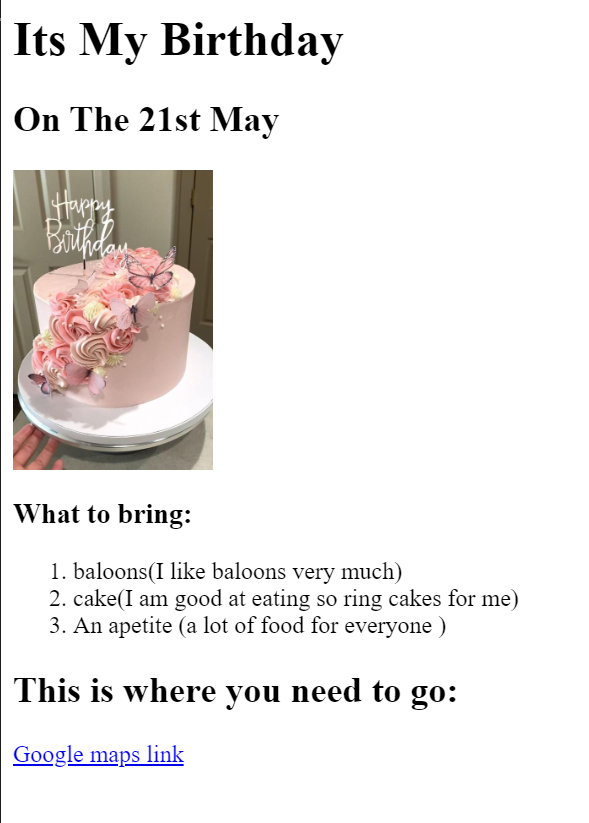 Its My Birthday
On The 21st May
Happy
Birthday
What to bring:
1. baloons(I like baloons very much)
2. cake(I am good at eating so ring cakes for me)
3. An apetite (a lot of food for everyone )
This is where you need to go:
Google maps link